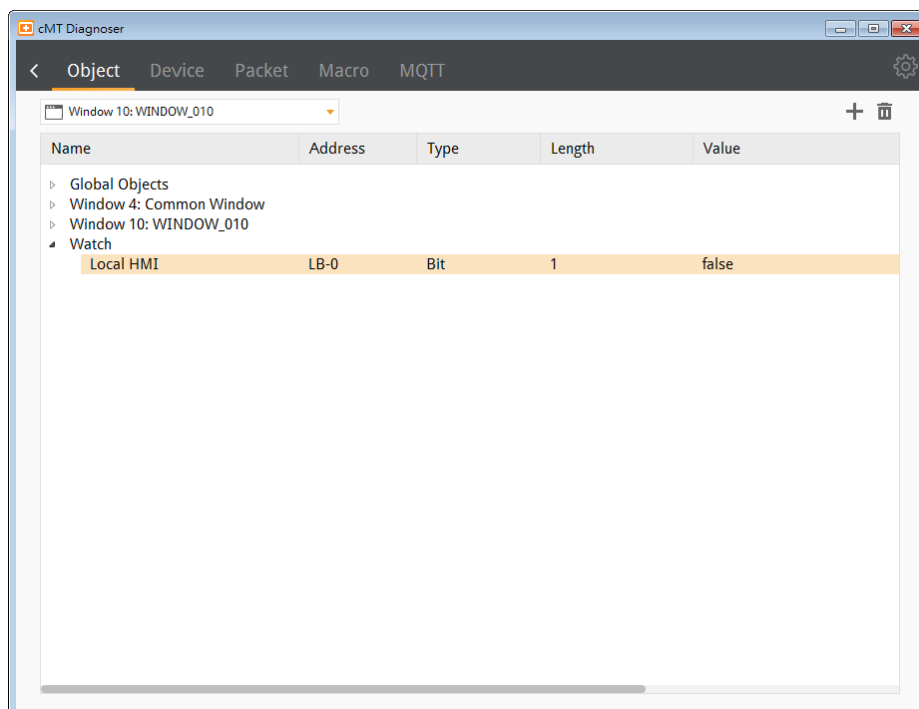 cMT Diagnoser
Object Device Packet Macro MQTT
Window 10: WINDOW_010
Name Address Type Length Value
Global Objects
Window 4: Common Window
Window 10: WINDOW_010
Watch
Local HMI LB-0 Bit 1 false